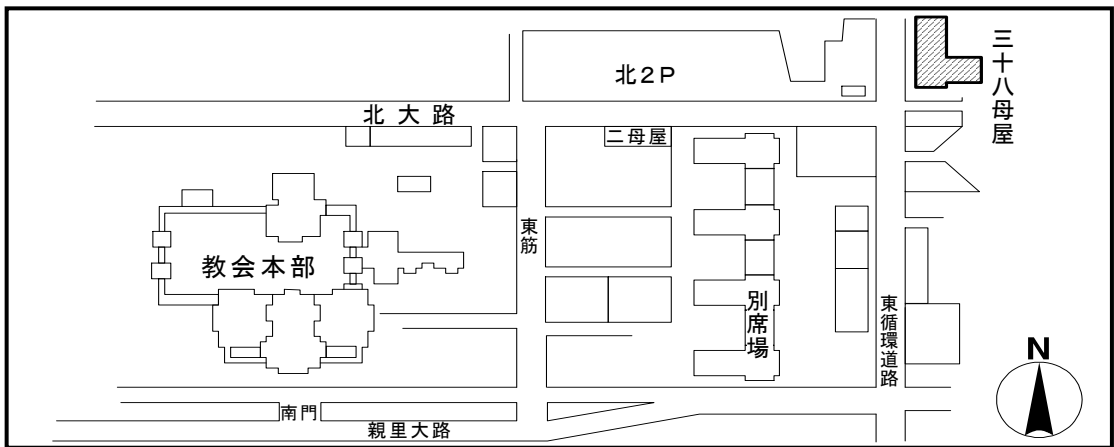 北2P
三十八母屋
北大路
二母屋
東筋
教会本部
別席場
東循環道路
N
南門
親里大路